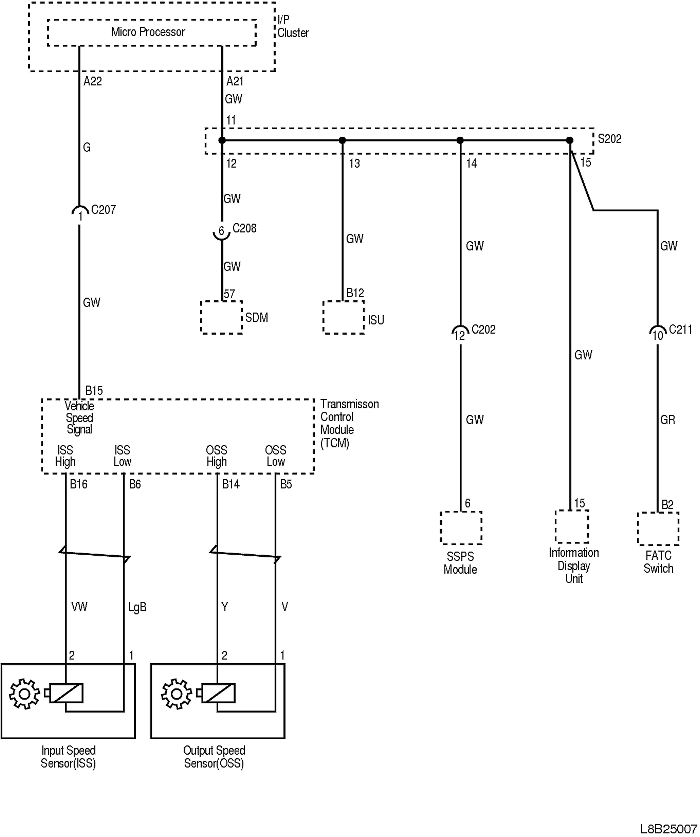 I/P
Cluster
Micro Processor
A22
A21
GW
11
S202
12
13
14
15
G
GW
1
C207
6
C208
GW
GW
GW
GW
57
SDM
B12
ISU
12
C202
10
C211
GW
GW
B15
Vehicle
Speed
Signal
Transmisson
Control
Module
(TCM)
GW
GR
ISS
High
ISS
Low
OSS
High
OSS
Low
B16
B6
B14
B5
6
15
B2
SSPS
Module
Information
Display
Unit
FATC
Switch
VW
LgB
Y
V
2
1
2
1
Input Speed
Sensor(ISS)
Output Speed
Sensor(OSS)
L8B25007